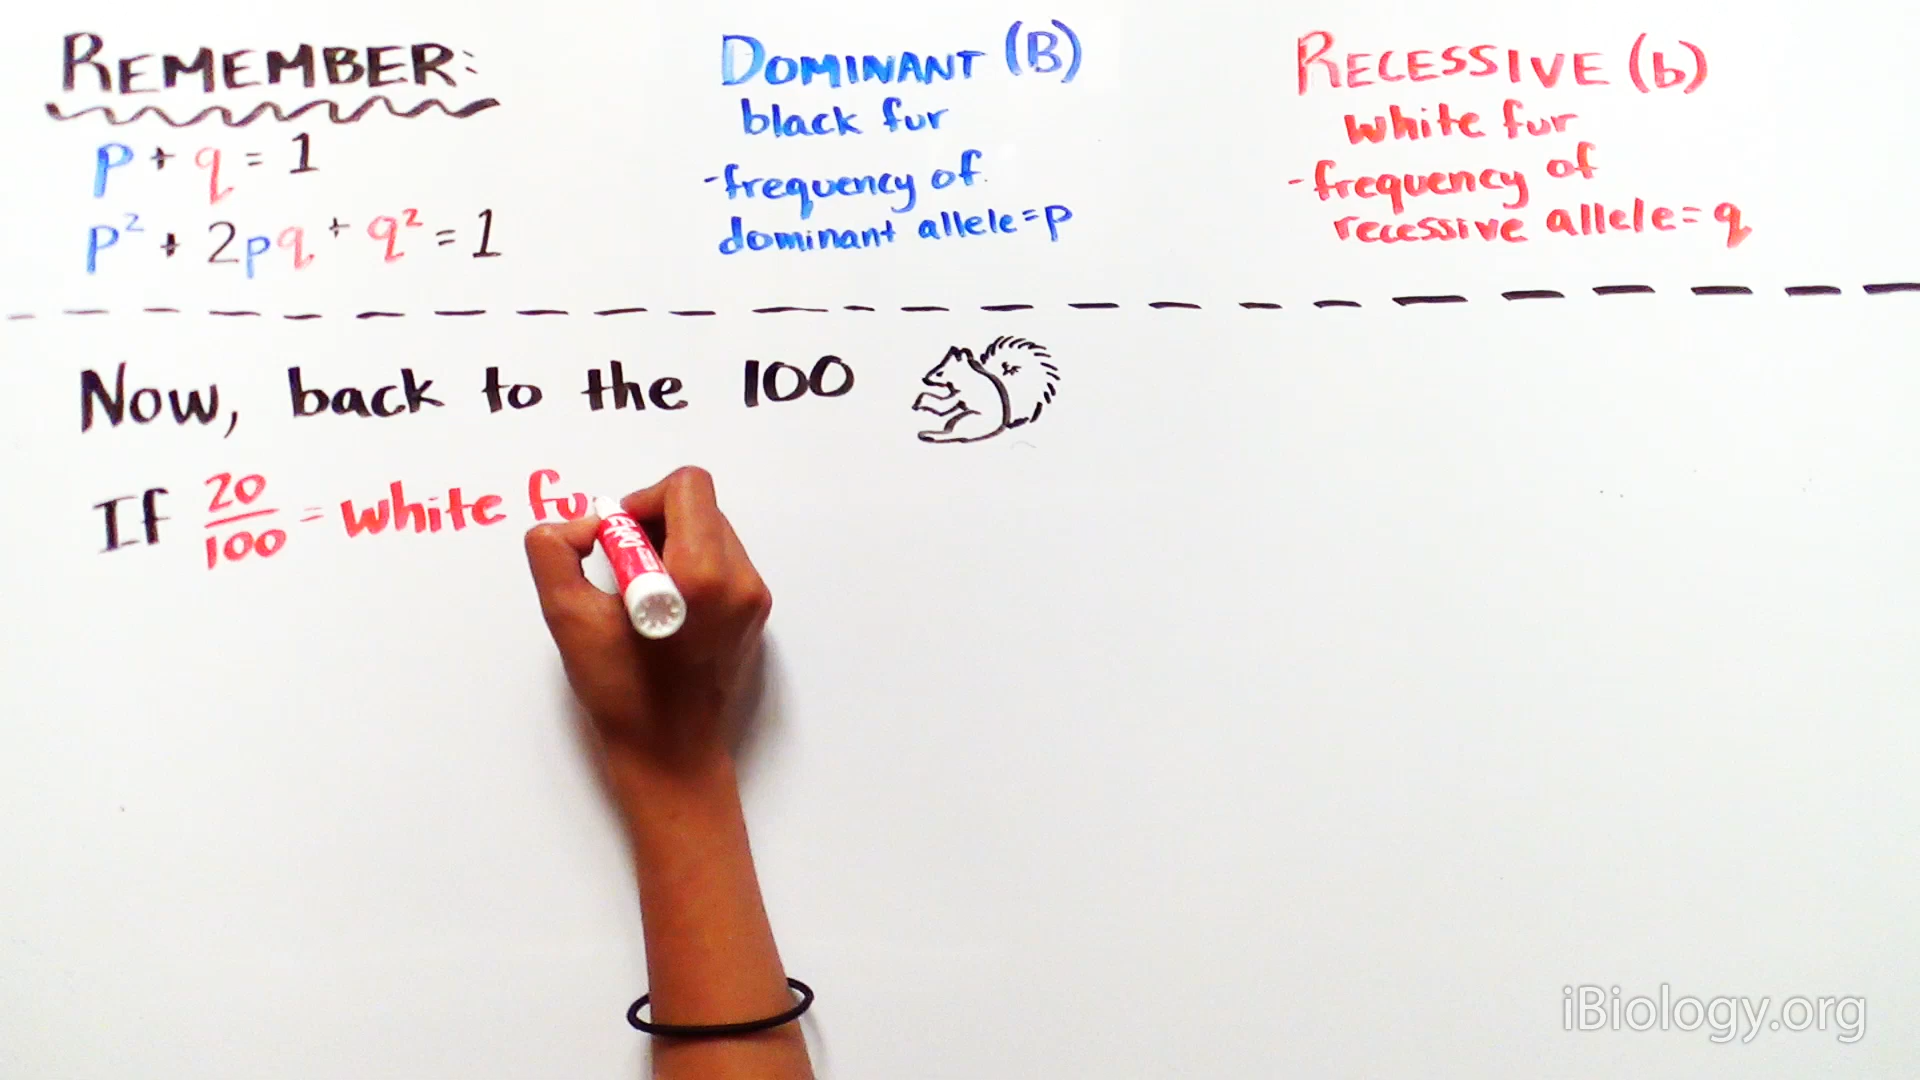 REMEMBER:
p + q = 1
p² + 2pq + q² = 1
DOMINANT (B)
black fur
-frequency of
dominant allele=p
RECESSIVE (b)
white fur
-frequency of
recessive allele=q
Now, back to the 100
If 20/100 = white fu
iBiology.org